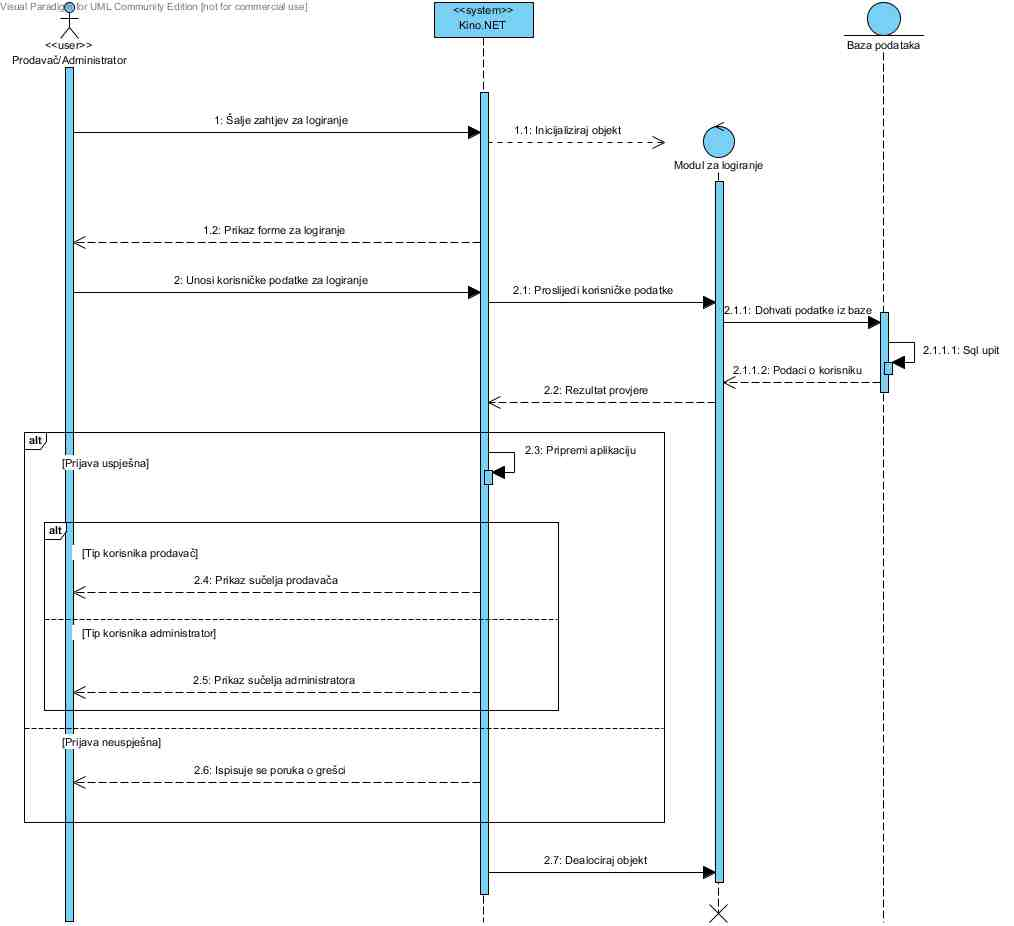 Visual Paradigm for UML Community Edition [not for commercial use]
<<system>>
Kino.NET
<<user>>
Prodavač/Administrator
Baza podataka
1: Šalje zahtjev za logiranje
1.1: Inicijaliziraj objekt
Modul za logiranje
1.2: Prikaz forme za logiranje
2: Unosi korisničke podatke za logiranje
2.1: Proslijedi korisničke podatke
2.1.1: Dohvati podatke iz baze
2.1.1.1: Sql upit
2.1.1.2: Podaci o korisniku
2.2: Rezultat provjere
alt
2.3: Pripremi aplikaciju
[Prijava uspješna]
alt
[Tip korisnika prodavač]
2.4: Prikaz sučelja prodavača
[Tip korisnika administrator]
2.5: Prikaz sučelja administratora
[Prijava neuspješna]
2.6: Ispisuje se poruka o grešci
2.7: Dealociraj objekt